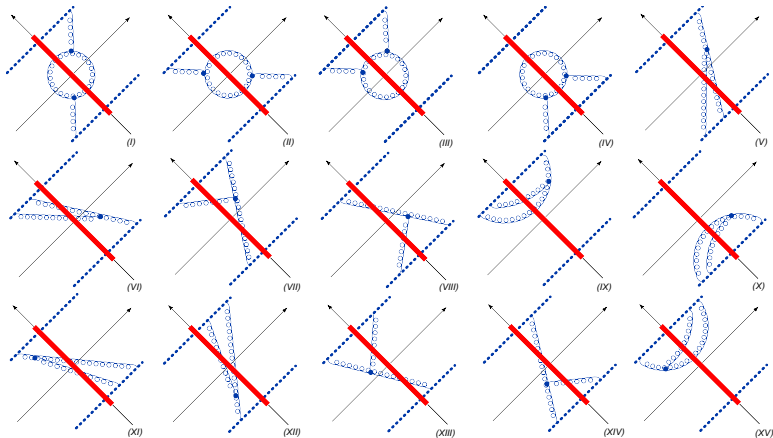 (I) (II) (III) (IV) (V)
(VI) (VII) (VIII) (IX) (X)
(XI) (XII) (XIII) (XIV) (XV)